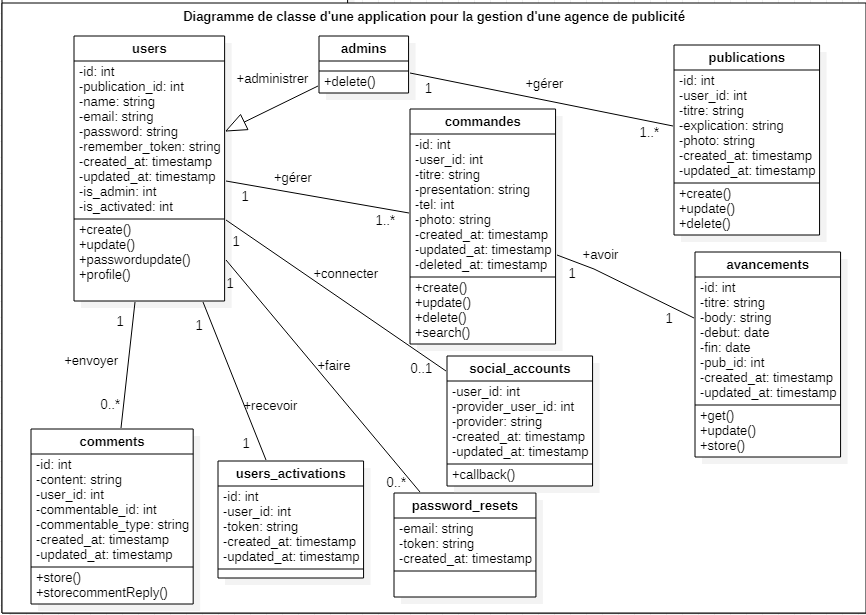 Diagramme de classe d'une application pour la gestion d'une agence de publicité
users
-id: int
-publication_id: int
-name: string
-email: string
-password: string
-remember_token: string
-created_at: timestamp
-updated_at: timestamp
-is_admin: int
-is_activated: int
+create()
+update()
+passwordupdate()
+profile()
+administrer
admins
+delete()
1
+gérer
1..*
publications
-id: int
-user_id: int
-titre: string
-explication: string
-photo: string
-created_at: timestamp
-updated_at: timestamp
+create()
+update()
+delete()
+gérer
1
1..*
commandes
-id: int
-user_id: int
-titre: string
-presentation: string
-tel: int
-photo: string
-created_at: timestamp
-updated_at: timestamp
-deleted_at: timestamp
+create()
+update()
+delete()
+search()
+avoir
1
1
avancements
-id: int
-titre: string
-body: string
-debut: date
-fin: date
-pub_id: int
-created_at: timestamp
-updated_at: timestamp
+get()
+update()
+store()
1
+connecter
0..1
social_accounts
-user_id: int
-provider_user_id: int
-provider: string
-created_at: timestamp
-updated_at: timestamp
+callback()
1
+faire
0..*
password_resets
-email: string
-token: string
-created_at: timestamp
1
+recevoir
1
users_activations
-id: int
-user_id: int
-token: string
-created_at: timestamp
-updated_at: timestamp
1
+envoyer
0..*
comments
-id: int
-content: string
-user_id: int
-commentable_id: int
-commentable_type: string
-created_at: timestamp
-updated_at: timestamp
+store()
+storecommentReply()